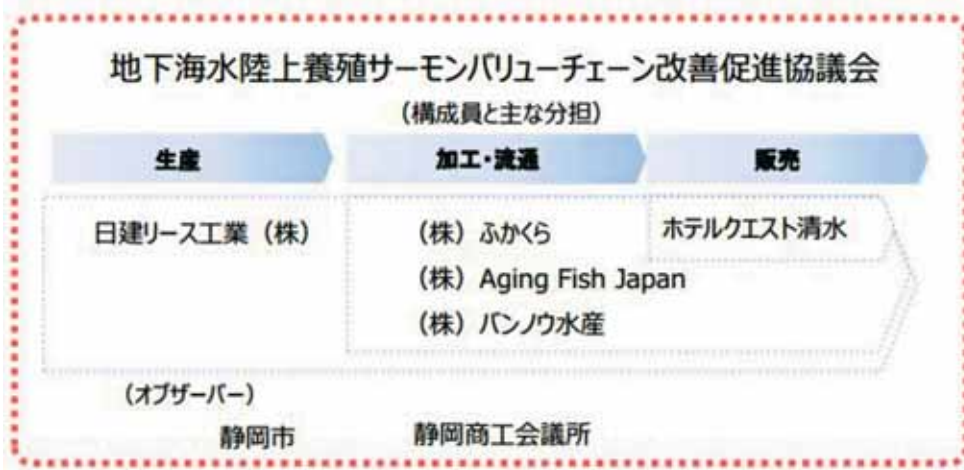 地下海水陸上養殖サーモンバリューチェーン改善促進協議会
（構成員と主な分担）
生産 加工・流通 販売
日建リース工業（株） （株）ふかくら ホテルクエスト清水
（株）Aging Fish Japan
（株）バンノウ水産
（オブザーバー）
静岡市 静岡商工会議所